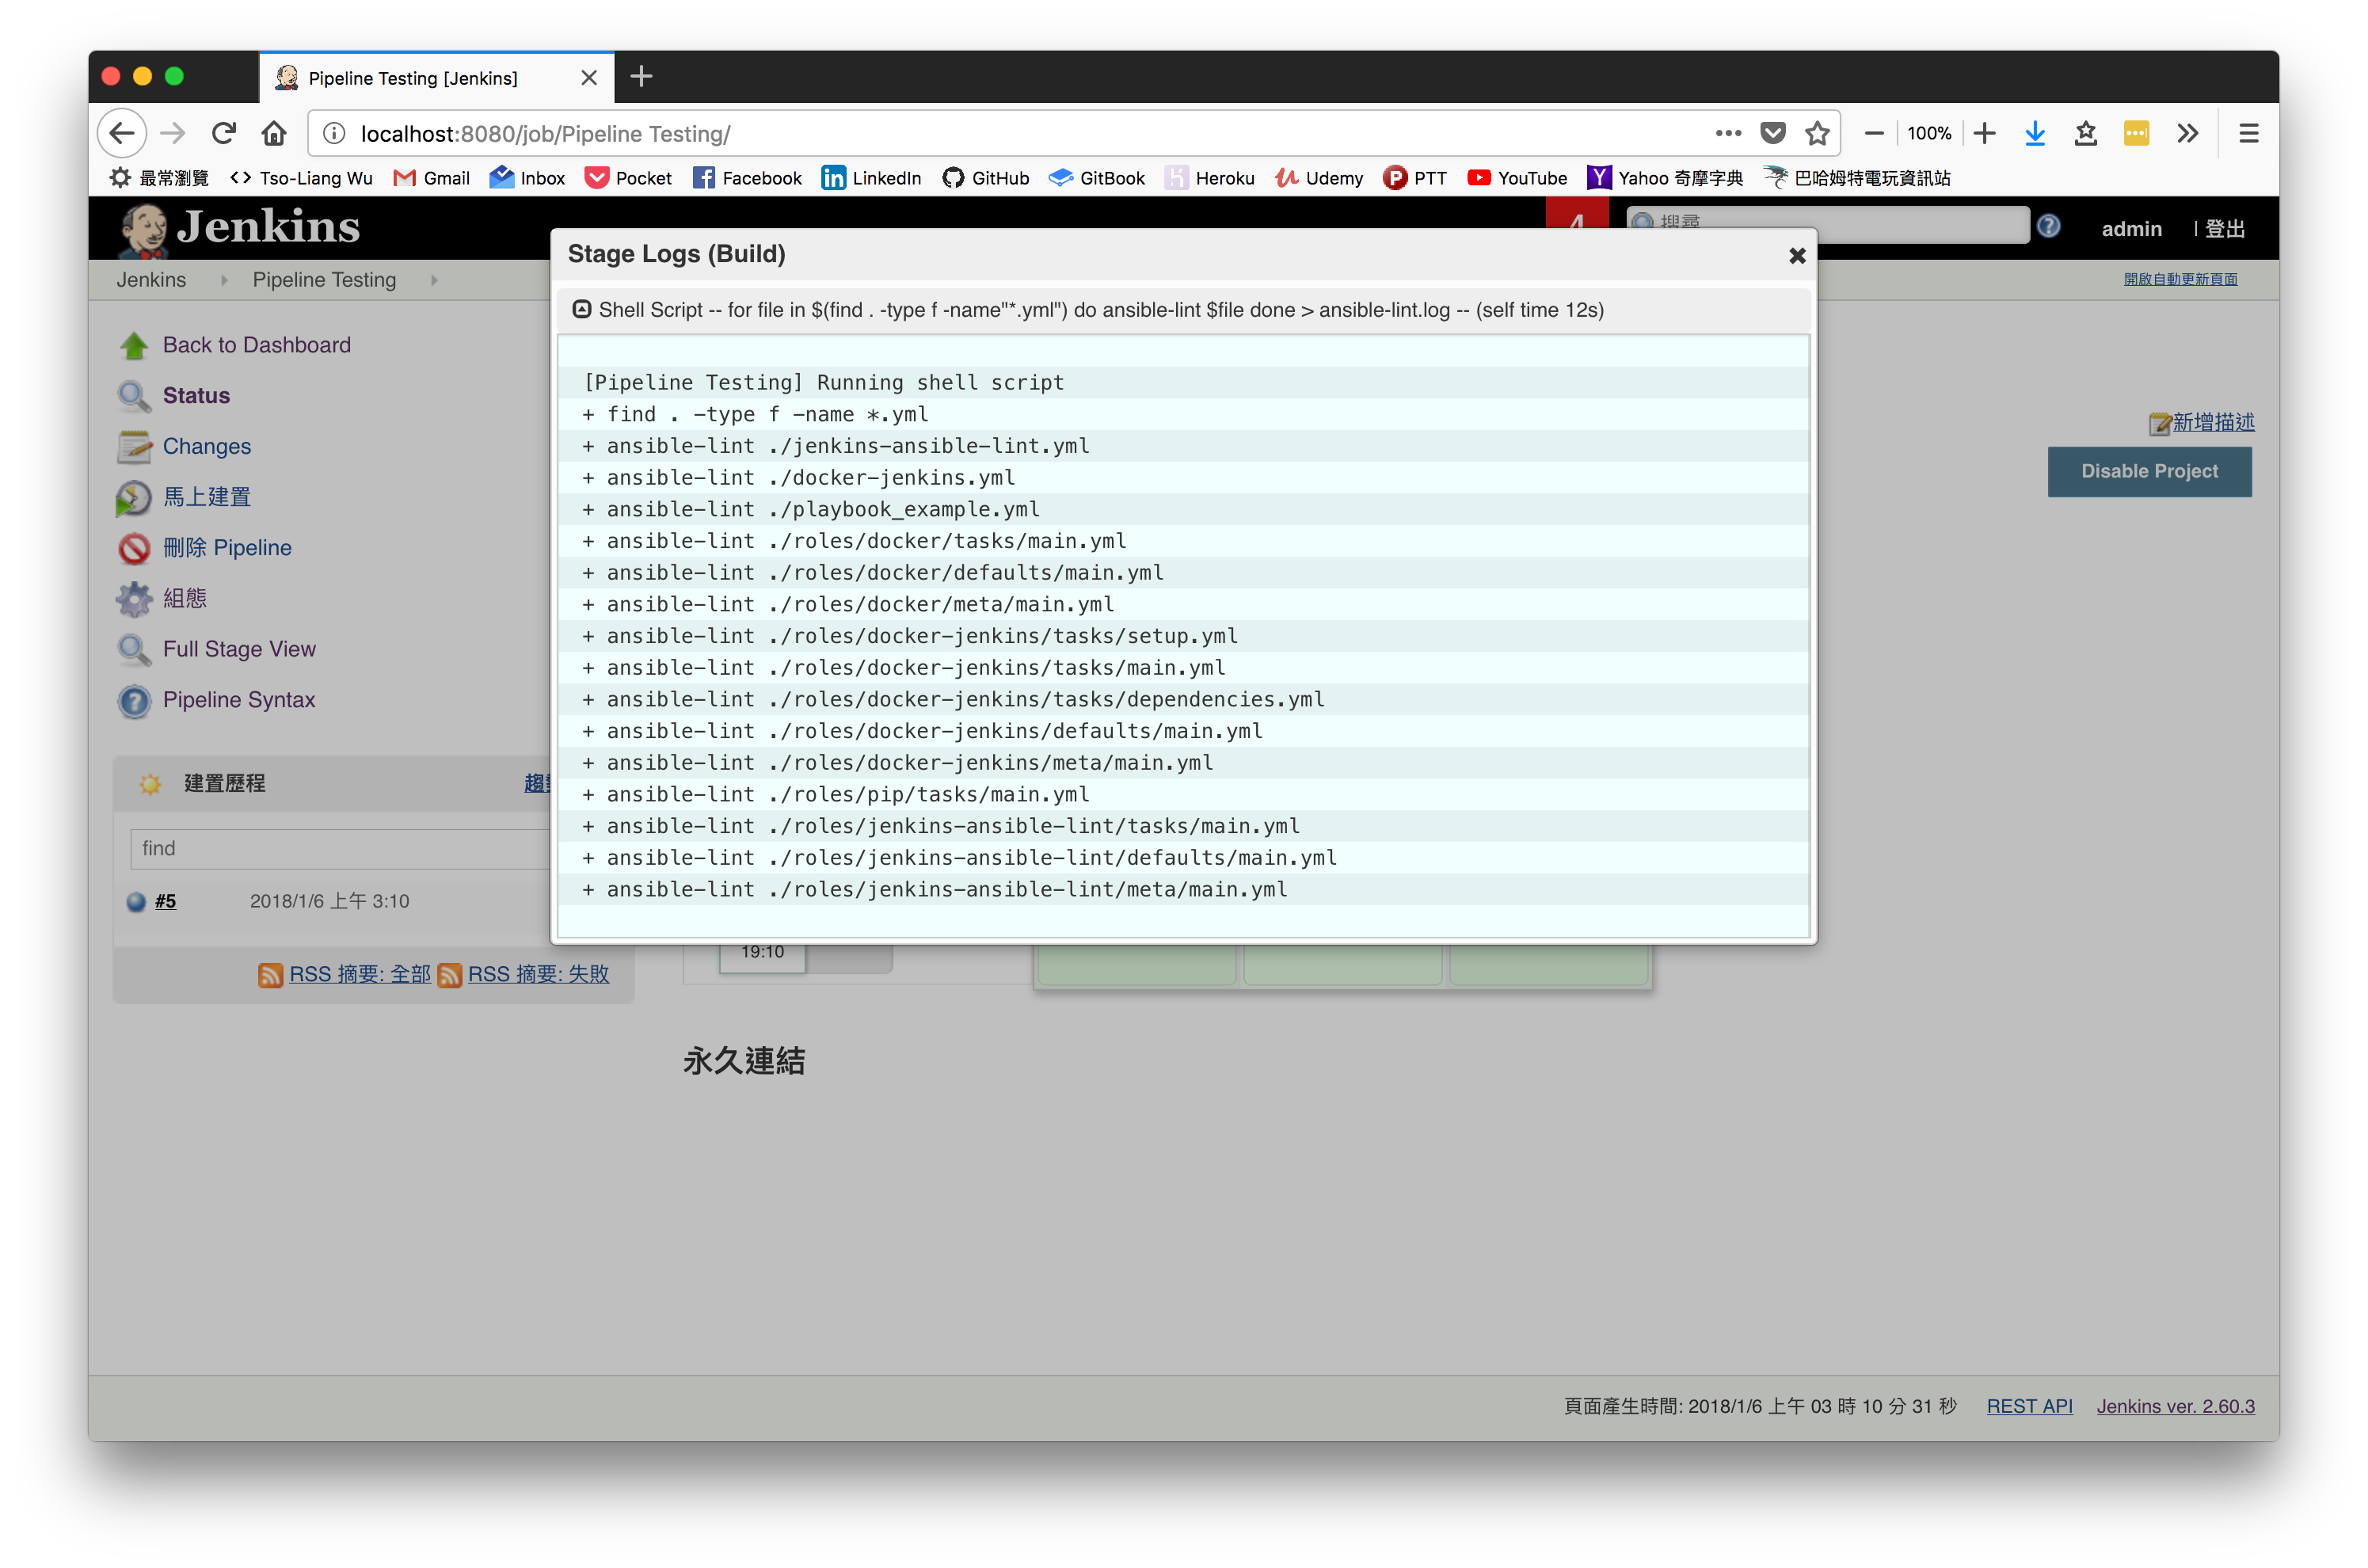 Pipeline Testing [Jenkins]
localhost:8080/job/Pipeline Testing/
100%
最常瀏覽 Tso-Liang Wu Gmail Inbox Pocket Facebook LinkedIn GitHub GitBook Heroku Udemy PTT YouTube Yahoo 奇摩字典 巴哈姆特電玩資訊站
Jenkins
4
搜尋
admin
登出
Jenkins
Pipeline Testing
開啟自動更新頁面
Back to Dashboard
Status
Changes
馬上建置
刪除 Pipeline
組態
Full Stage View
Pipeline Syntax
建置歷程
find
#5 2018/1/6 上午 3:10
RSS 摘要: 全部 RSS 摘要: 失敗
Stage Logs (Build)
Shell Script -- for file in $(find . -type f -name"*.yml") do ansible-lint $file done > ansible-lint.log -- (self time 12s)
[Pipeline Testing] Running shell script
+ find . -type f -name *.yml
+ ansible-lint ./jenkins-ansible-lint.yml
+ ansible-lint ./docker-jenkins.yml
+ ansible-lint ./playbook_example.yml
+ ansible-lint ./roles/docker/tasks/main.yml
+ ansible-lint ./roles/docker/defaults/main.yml
+ ansible-lint ./roles/docker/meta/main.yml
+ ansible-lint ./roles/docker-jenkins/tasks/setup.yml
+ ansible-lint ./roles/docker-jenkins/tasks/main.yml
+ ansible-lint ./roles/docker-jenkins/tasks/dependencies.yml
+ ansible-lint ./roles/docker-jenkins/defaults/main.yml
+ ansible-lint ./roles/docker-jenkins/meta/main.yml
+ ansible-lint ./roles/pip/tasks/main.yml
+ ansible-lint ./roles/jenkins-ansible-lint/tasks/main.yml
+ ansible-lint ./roles/jenkins-ansible-lint/defaults/main.yml
+ ansible-lint ./roles/jenkins-ansible-lint/meta/main.yml
19:10
新增描述
Disable Project
永久連結
頁面產生時間: 2018/1/6 上午 03 時 10 分 31 秒 REST API Jenkins ver. 2.60.3